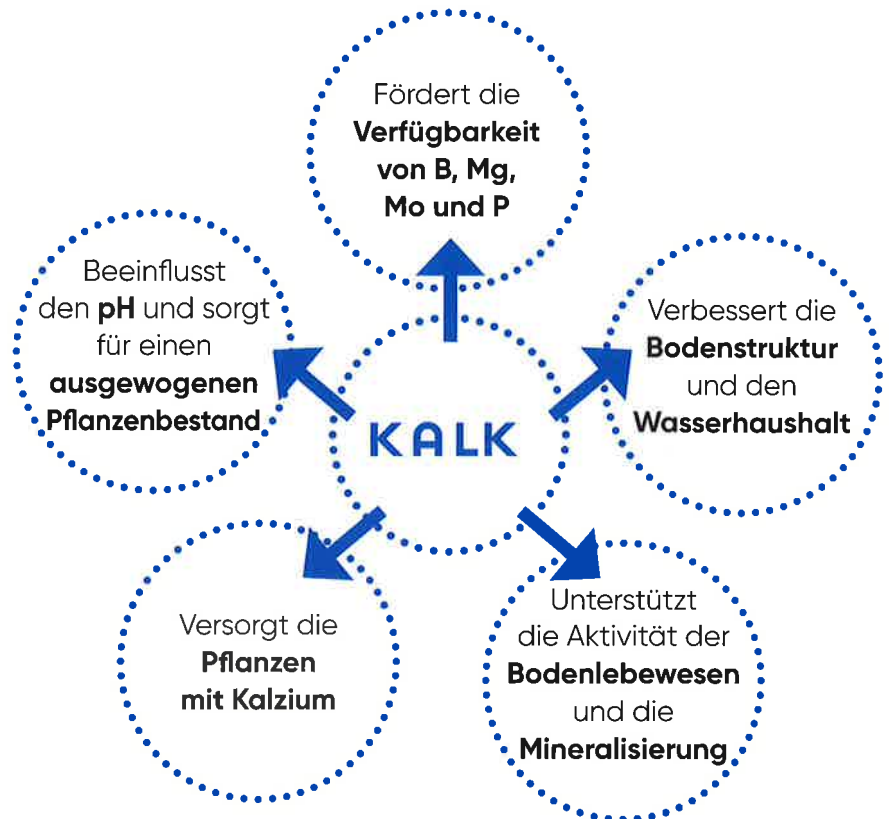 Fördert die
Verfügbarkeit
von B, Mg,
Mo und P
Beeinflusst
den pH und sorgt
für einen
ausgewogenen
Pflanzenbestand
Verbessert die
Bodenstruktur
und den
Wasserhaushalt
KALK
Versorgt die
Pflanzen
mit Kalzium
Unterstützt
die Aktivität der
Bodenlebewesen
und die
Mineralisierung